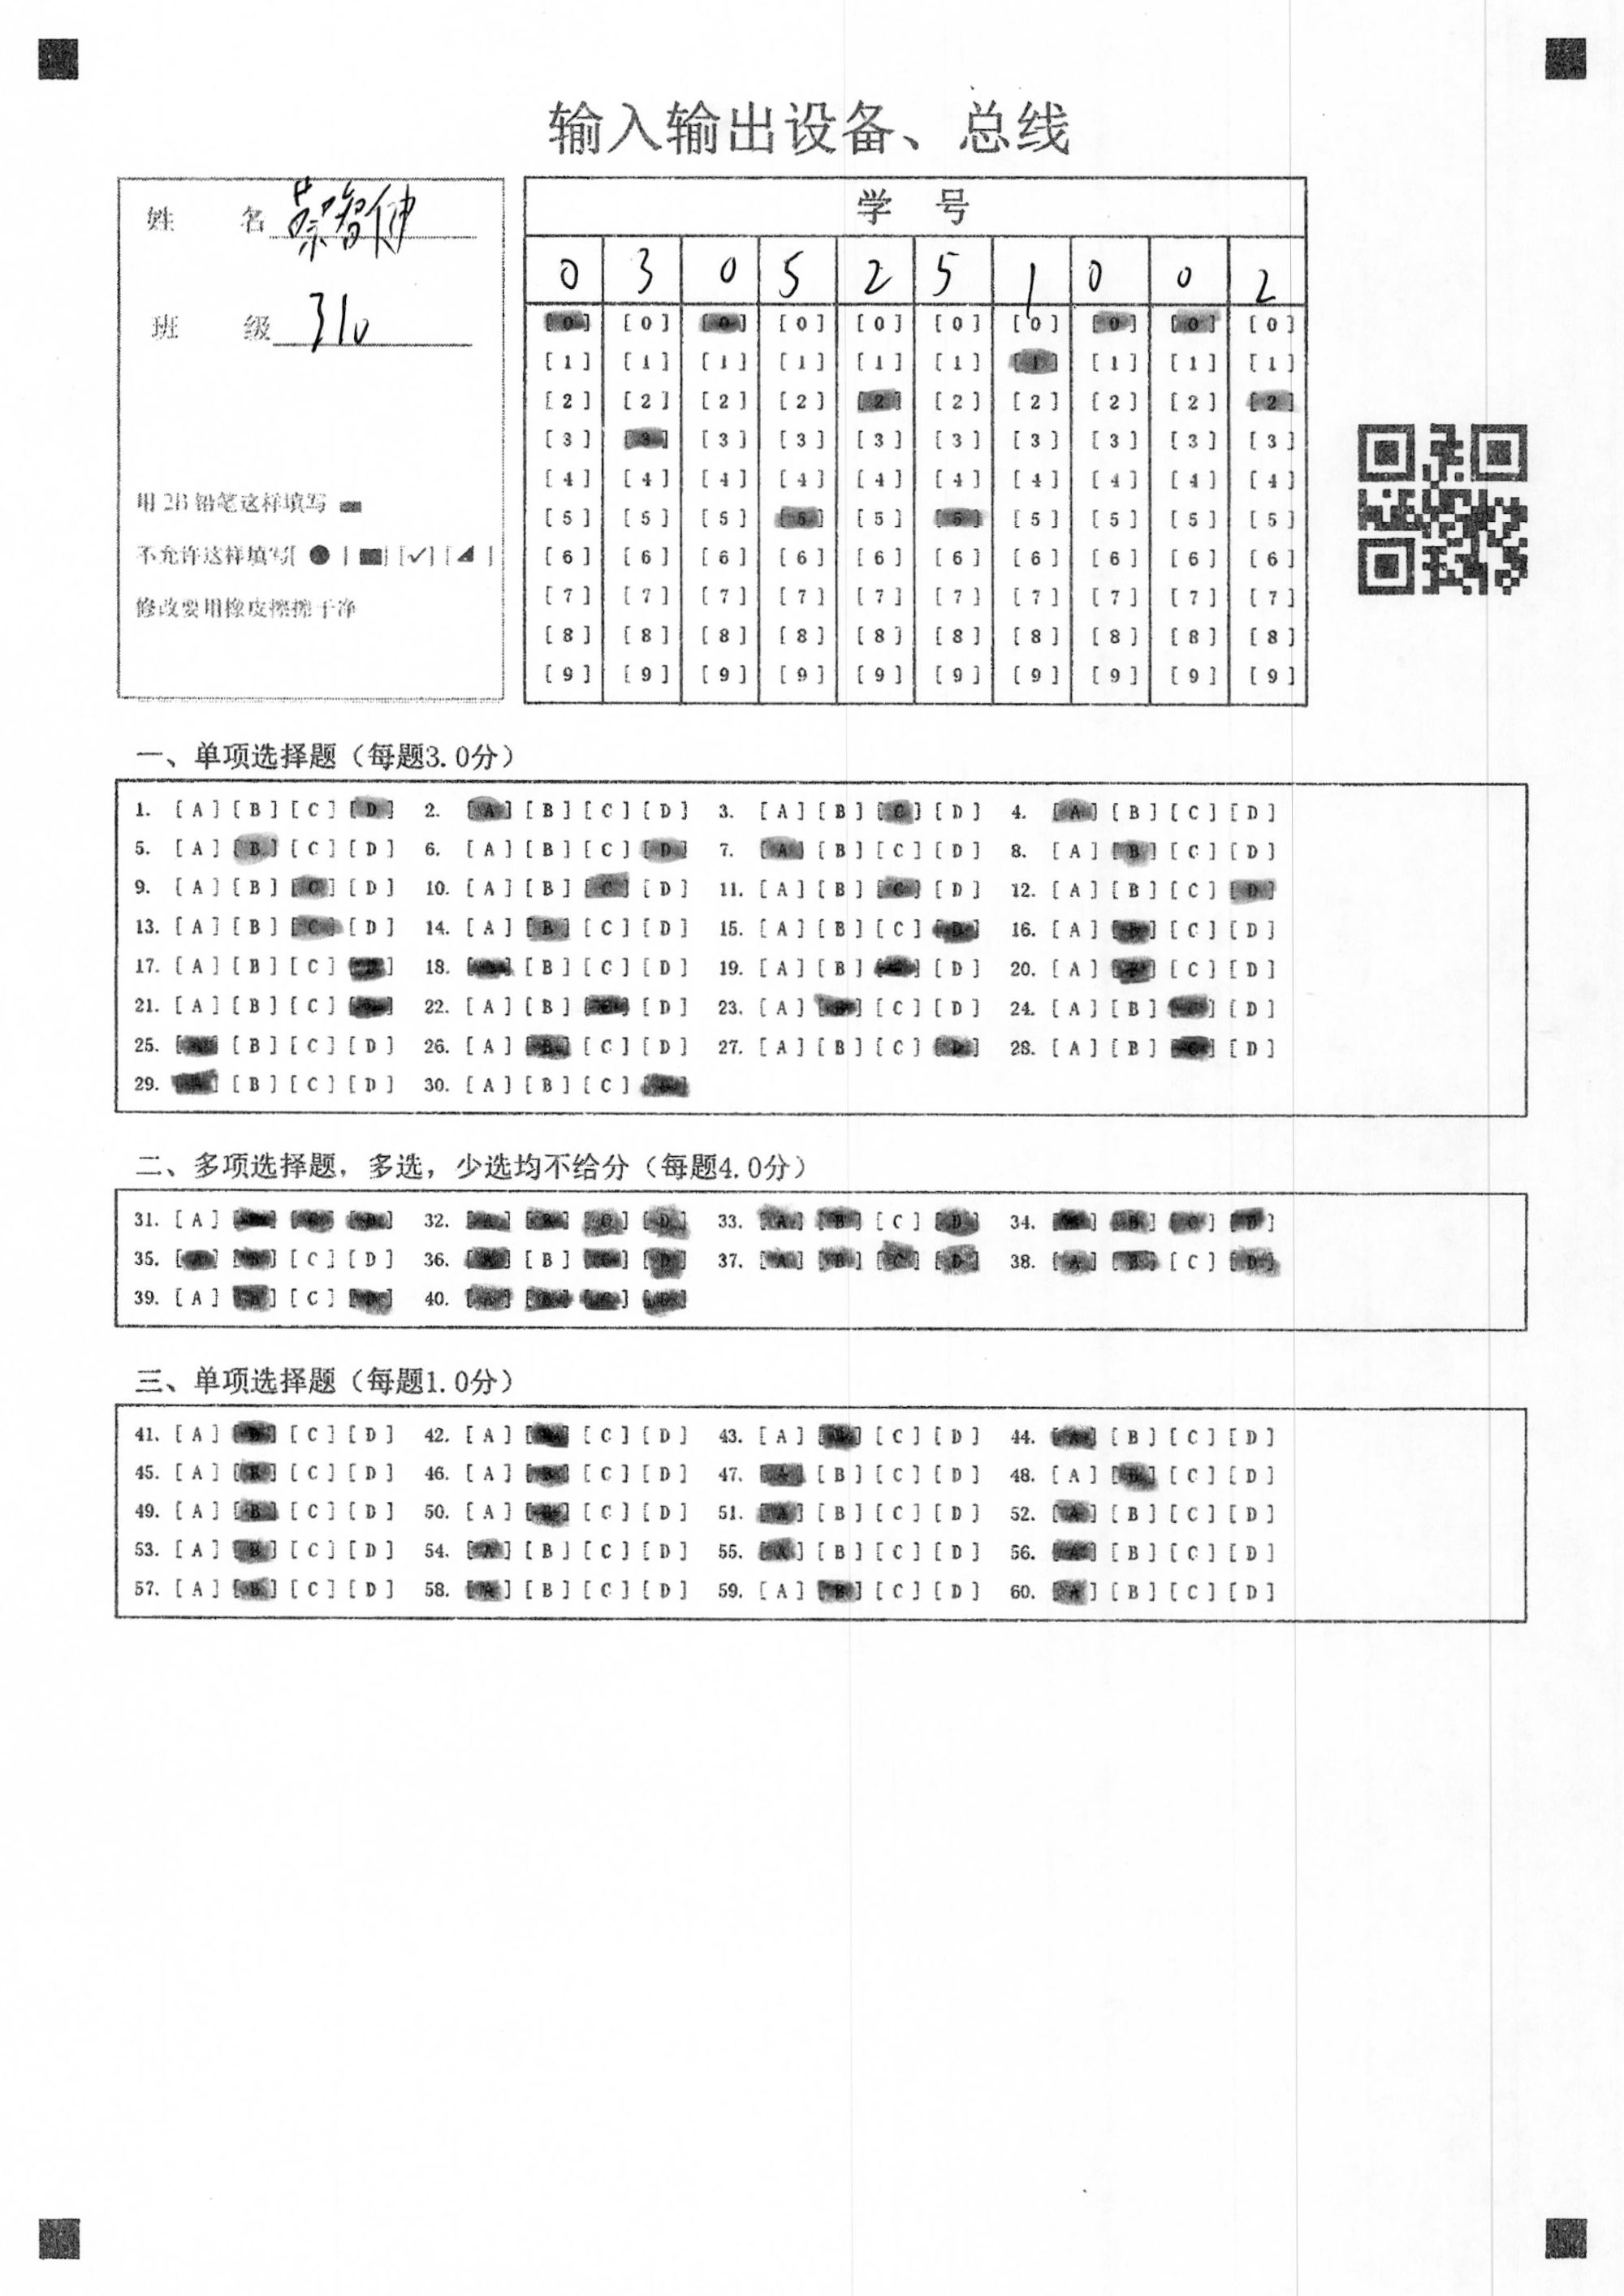 输入输出设备、总线
姓 名 蔡智伸
班 级 310
用 2B 铅笔这样填写
不允许这样填写[ ● ] [ ■ ] [✓] [ ◢ ]
修改要用橡皮擦擦干净
学 号
0 3 0 5 2 5 1 0 0 2
[0] [0] [0] [0] [0] [0] [0] [0] [0] [0]
[1] [1] [1] [1] [1] [1] [1] [1] [1] [1]
[2] [2] [2] [2] [2] [2] [2] [2] [2] [2]
[3] [3] [3] [3] [3] [3] [3] [3] [3] [3]
[4] [4] [4] [4] [4] [4] [4] [4] [4] [4]
[5] [5] [5] [5] [5] [5] [5] [5] [5] [5]
[6] [6] [6] [6] [6] [6] [6] [6] [6] [6]
[7] [7] [7] [7] [7] [7] [7] [7] [7] [7]
[8] [8] [8] [8] [8] [8] [8] [8] [8] [8]
[9] [9] [9] [9] [9] [9] [9] [9] [9] [9]
一、单项选择题（每题3.0分）
1. [A] [B] [C] [D] 2. [A] [B] [C] [D] 3. [A] [B] [C] [D] 4. [A] [B] [C] [D]
5. [A] [B] [C] [D] 6. [A] [B] [C] [D] 7. [A] [B] [C] [D] 8. [A] [B] [C] [D]
9. [A] [B] [C] [D] 10. [A] [B] [C] [D] 11. [A] [B] [C] [D] 12. [A] [B] [C] [D]
13. [A] [B] [C] [D] 14. [A] [B] [C] [D] 15. [A] [B] [C] [D] 16. [A] [B] [C] [D]
17. [A] [B] [C] [D] 18. [A] [B] [C] [D] 19. [A] [B] [C] [D] 20. [A] [B] [C] [D]
21. [A] [B] [C] [D] 22. [A] [B] [C] [D] 23. [A] [B] [C] [D] 24. [A] [B] [C] [D]
25. [A] [B] [C] [D] 26. [A] [B] [C] [D] 27. [A] [B] [C] [D] 28. [A] [B] [C] [D]
29. [A] [B] [C] [D] 30. [A] [B] [C] [D]
二、多项选择题，多选，少选均不给分（每题4.0分）
31. [A] [B] [C] [D] 32. [A] [B] [C] [D] 33. [A] [B] [C] [D] 34. [A] [B] [C] [D]
35. [A] [B] [C] [D] 36. [A] [B] [C] [D] 37. [A] [B] [C] [D] 38. [A] [B] [C] [D]
39. [A] [B] [C] [D] 40. [A] [B] [C] [D]
三、单项选择题（每题1.0分）
41. [A] [B] [C] [D] 42. [A] [B] [C] [D] 43. [A] [B] [C] [D] 44. [A] [B] [C] [D]
45. [A] [B] [C] [D] 46. [A] [B] [C] [D] 47. [A] [B] [C] [D] 48. [A] [B] [C] [D]
49. [A] [B] [C] [D] 50. [A] [B] [C] [D] 51. [A] [B] [C] [D] 52. [A] [B] [C] [D]
53. [A] [B] [C] [D] 54. [A] [B] [C] [D] 55. [A] [B] [C] [D] 56. [A] [B] [C] [D]
57. [A] [B] [C] [D] 58. [A] [B] [C] [D] 59. [A] [B] [C] [D] 60. [A] [B] [C] [D]